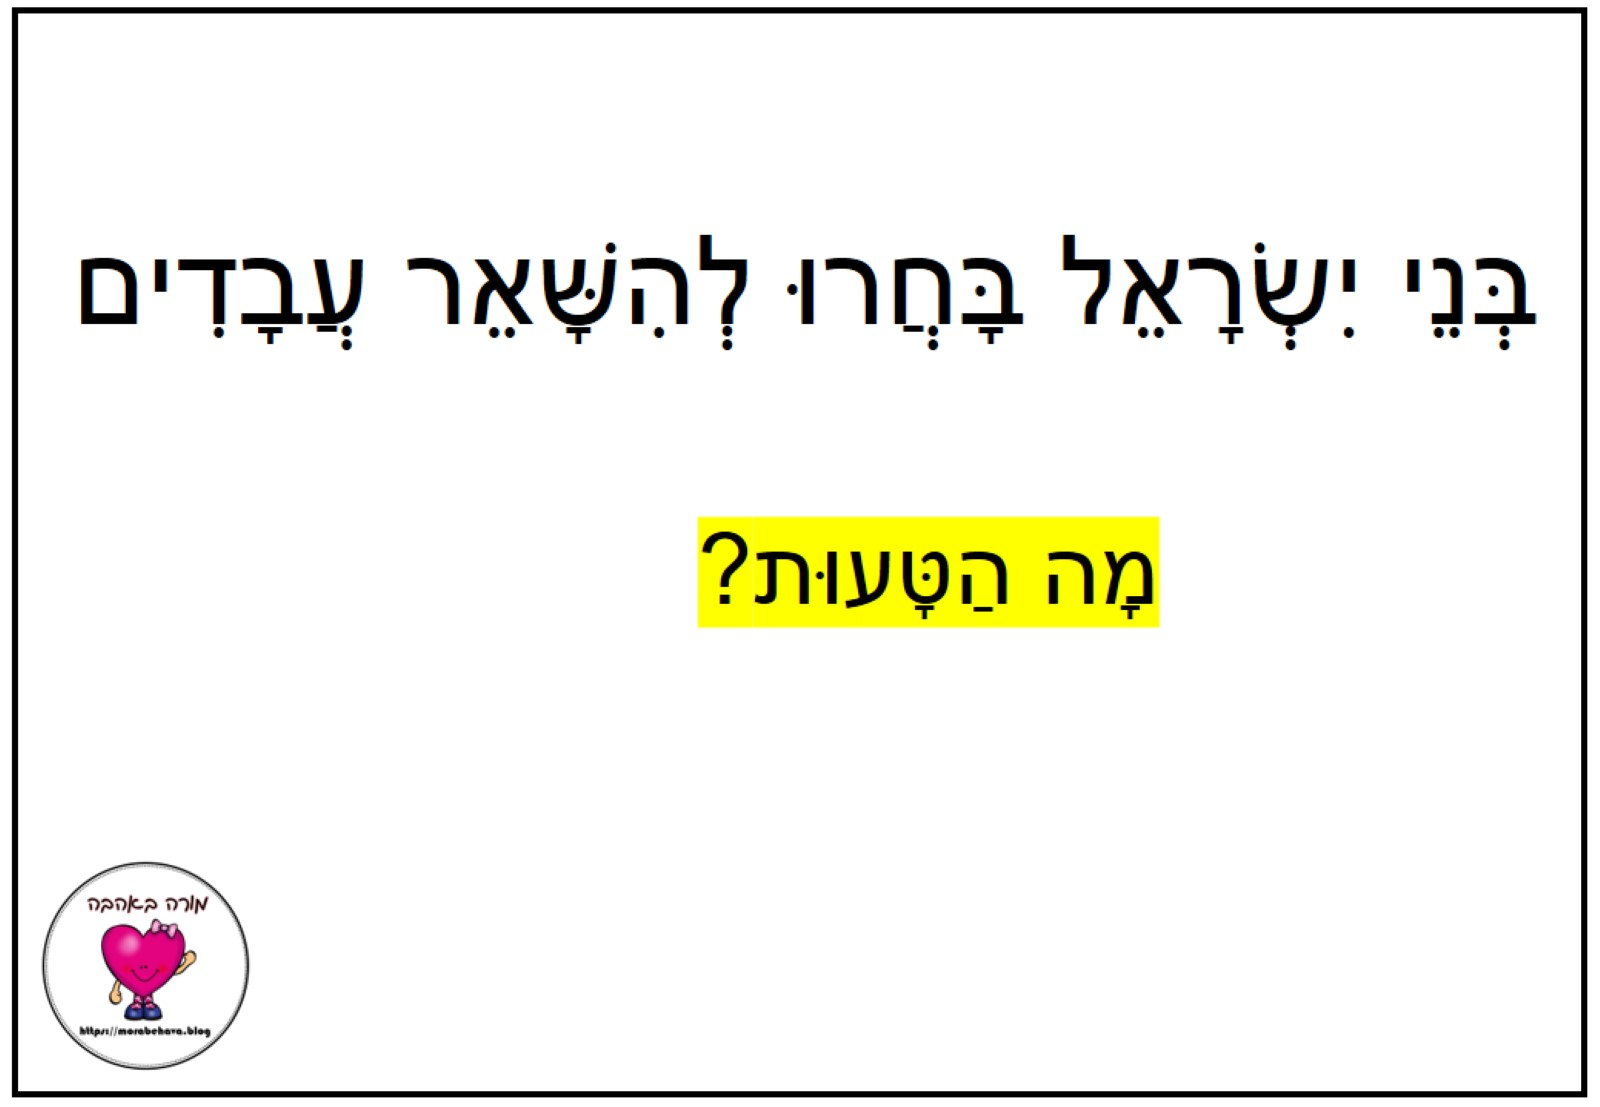 בְּנֵי יִשְׂרָאֵל בָּחֲרוּ לְהִשָּׁאֵר עֲבָדִים
מָה הַטָּעוּת?
מורה באהבה
https://morabehava.blog